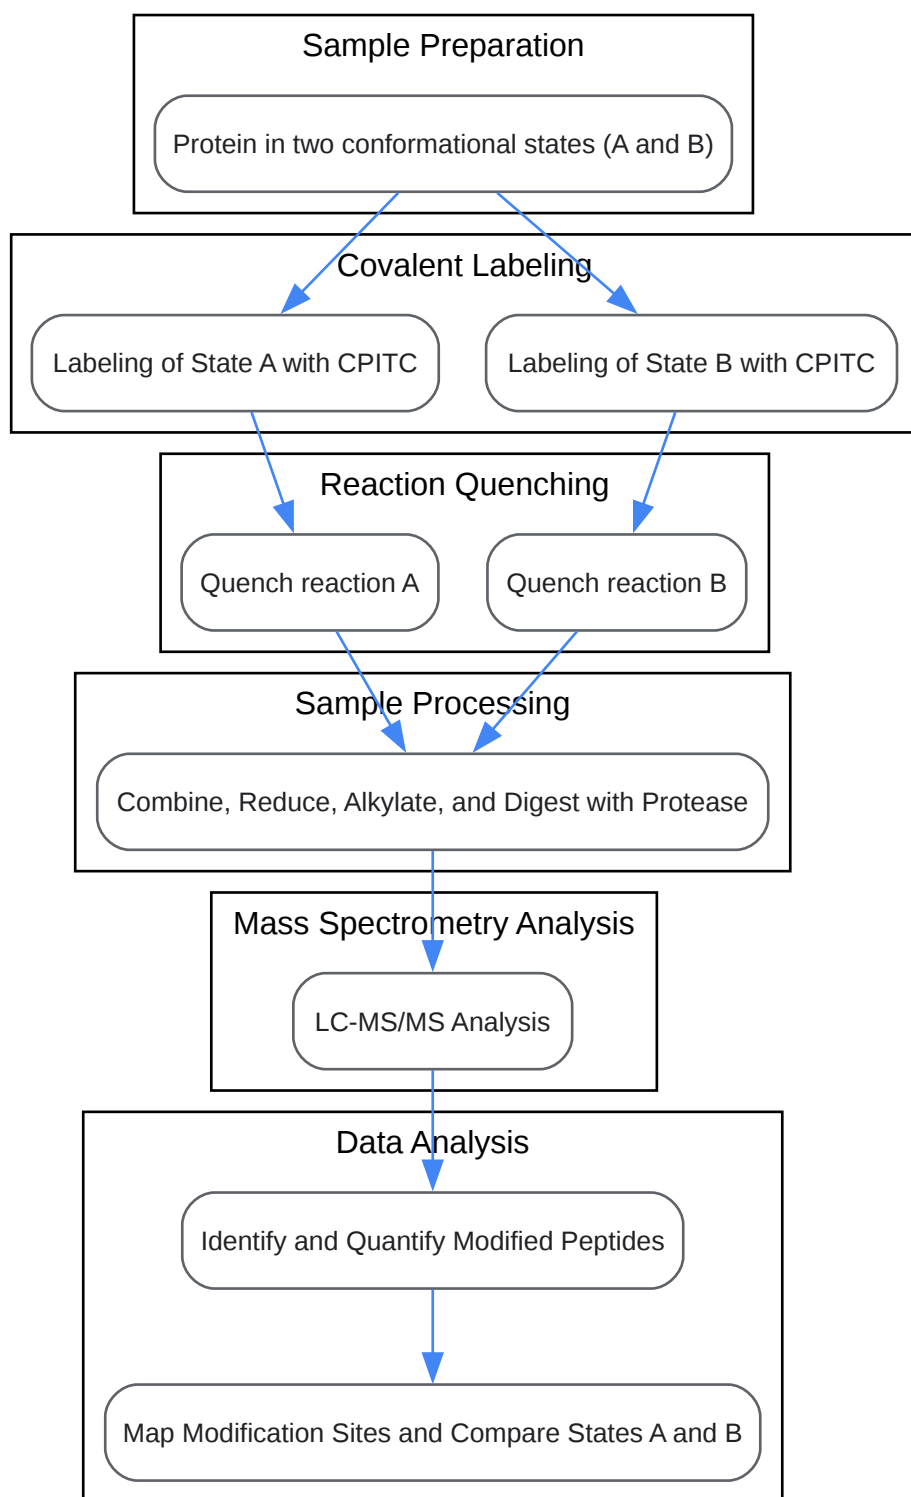 Sample Preparation
Protein in two conformational states (A and B)
Covalent Labeling
Labeling of State A with CPITC
Labeling of State B with CPITC
Reaction Quenching
Quench reaction A
Quench reaction B
Sample Processing
Combine, Reduce, Alkylate, and Digest with Protease
Mass Spectrometry Analysis
LC-MS/MS Analysis
Data Analysis
Identify and Quantify Modified Peptides
Map Modification Sites and Compare States A and B